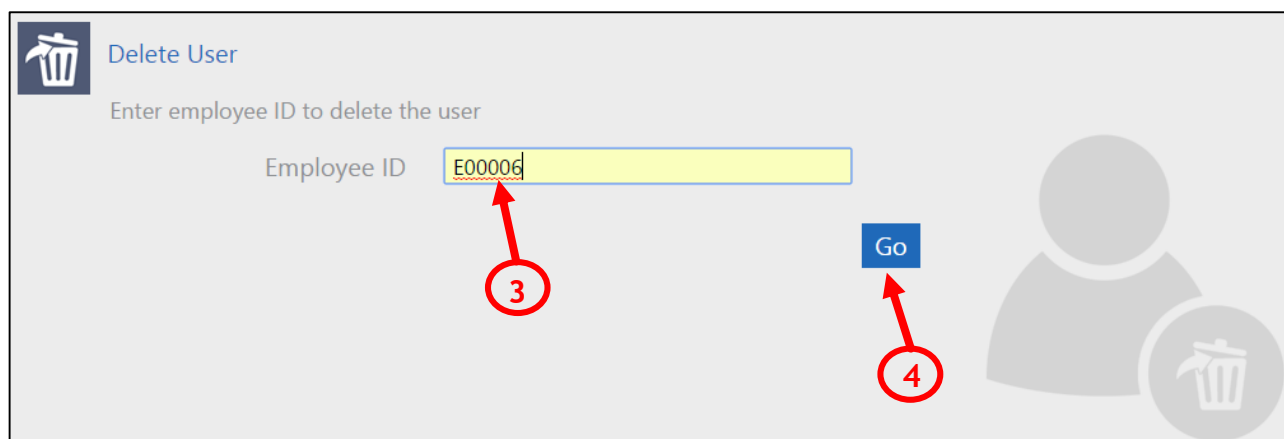 Delete User
Enter employee ID to delete the user
Employee ID E00006
Go
3
4